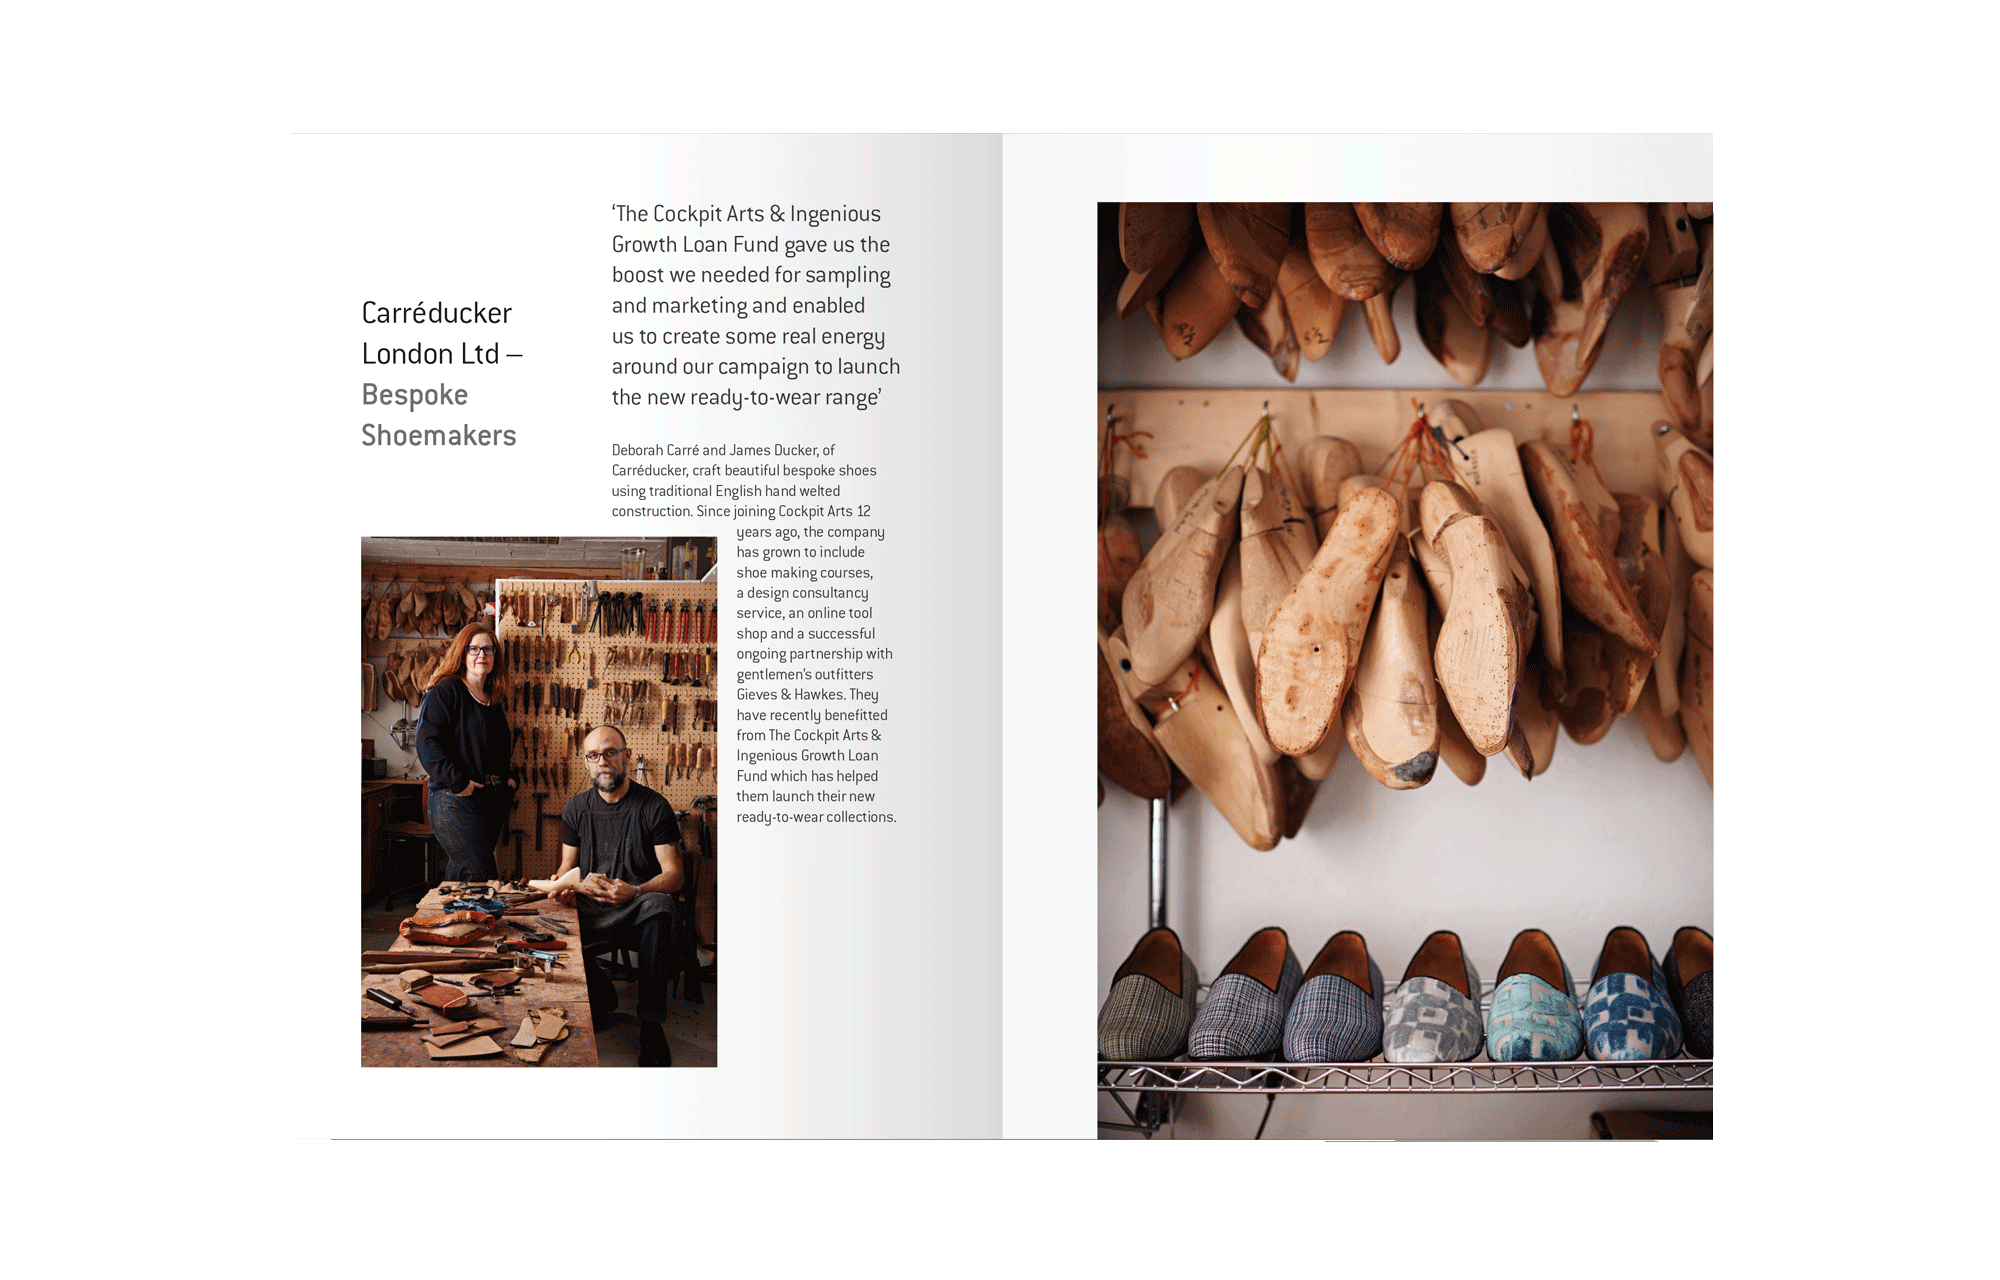 Carréducker
London Ltd –
Bespoke
Shoemakers
‘The Cockpit Arts & Ingenious
Growth Loan Fund gave us the
boost we needed for sampling
and marketing and enabled
us to create some real energy
around our campaign to launch
the new ready-to-wear range’
Deborah Carré and James Ducker, of
Carréducker, craft beautiful bespoke shoes
using traditional English hand welted
construction. Since joining Cockpit Arts 12
years ago, the company
has grown to include
shoe making courses,
a design consultancy
service, an online tool
shop and a successful
ongoing partnership with
gentlemen’s outfitters
Gieves & Hawkes. They
have recently benefitted
from The Cockpit Arts &
Ingenious Growth Loan
Fund which has helped
them launch their new
ready-to-wear collections.